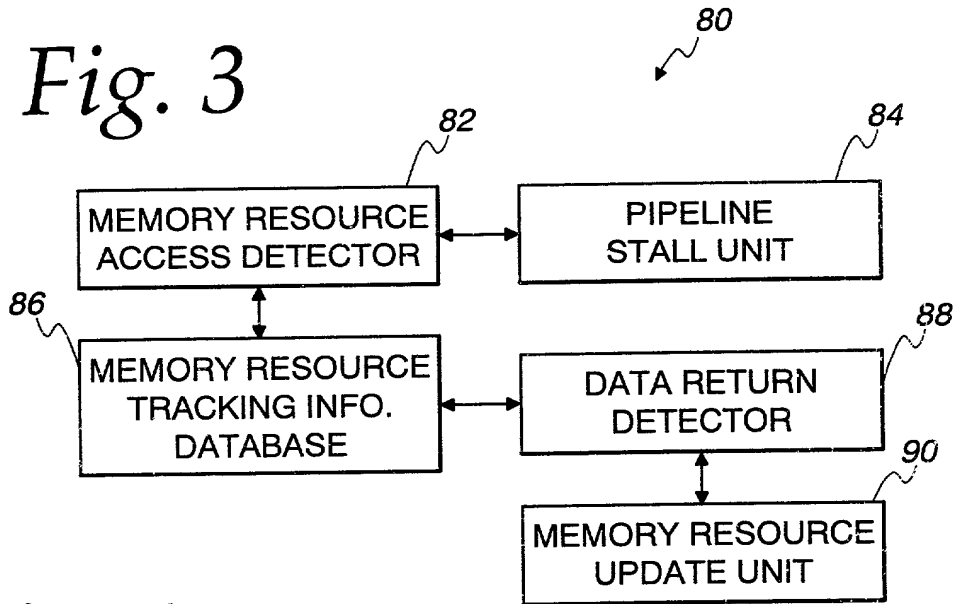 Fig. 3
80
82
84
MEMORY RESOURCE
ACCESS DETECTOR
PIPELINE
STALL UNIT
86
88
MEMORY RESOURCE
TRACKING INFO.
DATABASE
DATA RETURN
DETECTOR
90
MEMORY RESOURCE
UPDATE UNIT